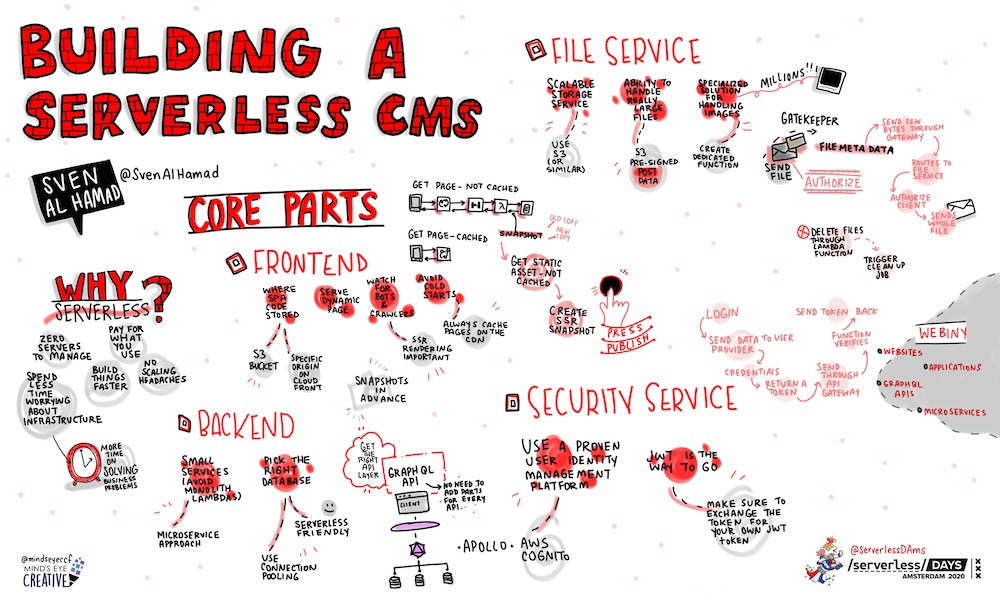 BUILDING A
SERVERLESS CMS
SVEN
AL HAMAD
@SvenAlHamad
WHY?
SERVERLESS
ZERO
SERVERS
TO MANAGE
PAY FOR
WHAT
YOU
USE
SPEND
LESS
TIME
WORRYING
ABOUT
INFRASTRUCTURE
BUILD
THINGS
FASTER
NO
SCALING
HEADACHES
MORE
TIME
ON
SOLVING
BUSINESS
PROBLEMS
CORE PARTS
GET PAGE - NOT CACHED
SNAPSHOT
OLD COPY
NEW
COPY
GET PAGE-CACHED
GET STATIC
ASSET-NOT
CACHED
CREATE
SSR
SNAPSHOT
PRESS
PUBLISH
FRONTEND
WHERE
SPA
CODE
STORED
S3
BUCKET
SPECIFIC
ORIGIN ON
CLOUD
FRONT
SERVE
DYNAMIC
PAGE
WATCH
FOR
BOTS
&
CRAWLERS
SSR
RENDERING
IMPORTANT
SNAPSHOTS
IN
ADVANCE
AVOID
COLD
STARTS
ALWAYS CACHE
PAGES ON THE
CDN
BACKEND
SMALL
SERVICES
(AVOID
MONOLITH
LAMBDAS)
MICROSERVICE
APPROACH
PICK THE
RIGHT
DATABASE
SERVERLESS
FRIENDLY
USE
CONNECTION
POOLING
GET
THE
RIGHT API
LAYER
GRAPHQL
API
CLIENT
NO NEED TO
ADD PARTS
FOR EVERY
API.
·APOLLO·
FILE SERVICE
SCALABLE
STORAGE
SERVICE
USE
S3
(OR
SIMILAR)
ABILITY TO
HANDLE
REALLY
LARGE
FILES
S3
PRE-SIGNED
POST
DATA
SPECIALIZED
SOLUTION
FOR
HANDLING
IMAGES
CREATE
DEDICATED
FUNCTION
MILLIONS!!!
GATEKEEPER
SEND
FILE
FILE META DATA
AUTHORIZE
SEND FEW
BYTES THROUGH
GATEWAY
ROUTES TO
FILE
SERVICE
AUTHORIZE
CLIENT
SENDS
WHOLE
FILE
DELETE FILES
THROUGH
LAMBDA
FUNCTION
TRIGGER
CLEAN UP
JOB
SECURITY SERVICE
USE A PROVEN
USER IDENTITY
MANAGEMENT
PLATFORM
AWS
COGNITO
JWT IS THE
WAY TO GO
MAKE SURE TO
EXCHANGE THE
TOKEN FOR
YOUR OWN JWT
TOKEN
LOGIN
SEND DATA TO USER
PROVIDER
CREDENTIALS
RETURN A
TOKEN
SEND
THROUGH
API
GATEWAY
FUNCTION
VERIFIES
SEND TOKEN BACK
WEBINY
WEBSITES
APPLICATIONS
GRAPHQL
APIS
MICROSERVICES
@mindseyeccf
MIND'S EYE
CREATIVE
@ServerlessDAms
/serverless/DAYS
AMSTERDAM 2020
XXX